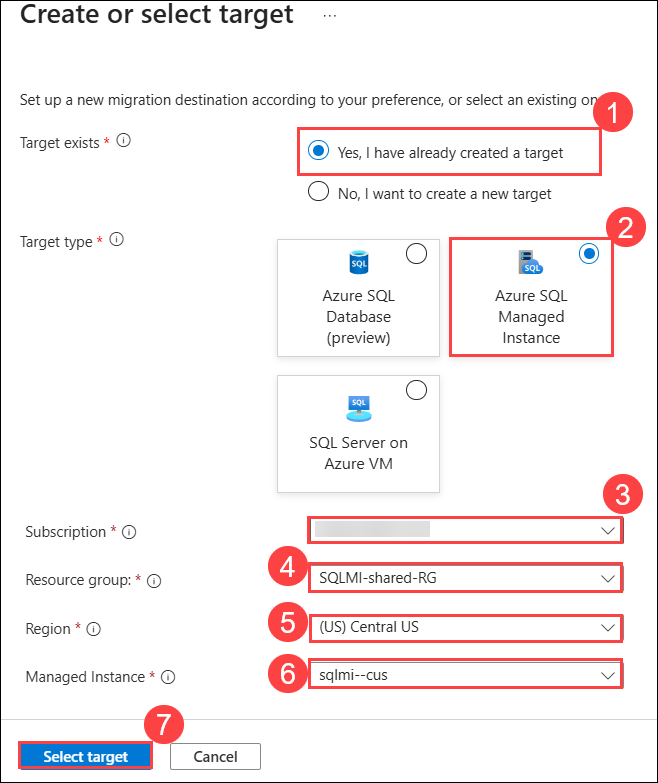 Create or select target ...
Set up a new migration destination according to your preference, or select an existing on
1
Target exists *
Yes, I have already created a target
No, I want to create a new target
2
Target type *
SQL
Azure SQL
Database
(preview)
SQL
Azure SQL
Managed
Instance
SQL
SQL Server on
Azure VM
3
Subscription *
4
Resource group: *
SQLMI-shared-RG
5
Region *
(US) Central US
6
Managed Instance *
sqlmi--cus
7
Select target
Cancel